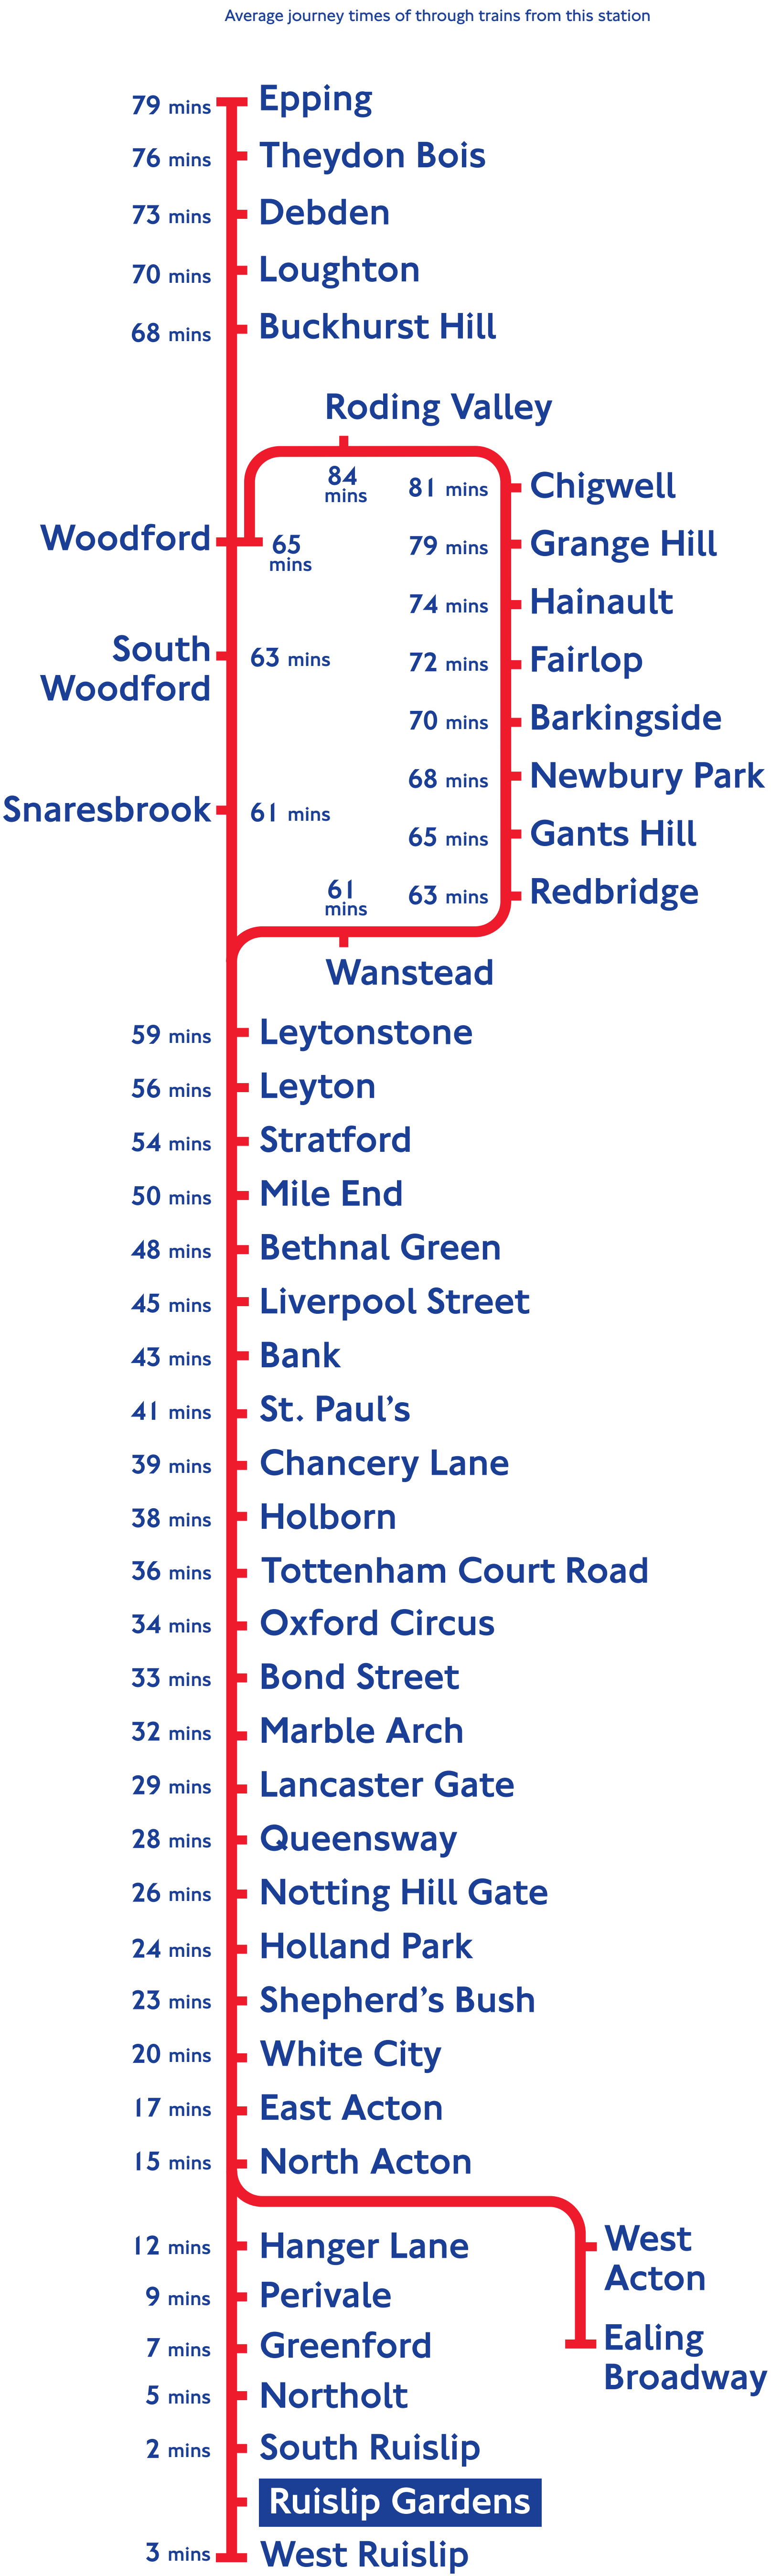 Average journey times of through trains from this station
79 mins Epping
76 mins Theydon Bois
73 mins Debden
70 mins Loughton
68 mins Buckhurst Hill
Roding Valley
84
mins
81 mins Chigwell
Woodford
65
mins
79 mins Grange Hill
74 mins Hainault
South
Woodford
63 mins
72 mins Fairlop
70 mins Barkingside
68 mins Newbury Park
Snaresbrook 61 mins
65 mins Gants Hill
61
mins
63 mins Redbridge
Wanstead
59 mins Leytonstone
56 mins Leyton
54 mins Stratford
50 mins Mile End
48 mins Bethnal Green
45 mins Liverpool Street
43 mins Bank
41 mins St. Paul’s
39 mins Chancery Lane
38 mins Holborn
36 mins Tottenham Court Road
34 mins Oxford Circus
33 mins Bond Street
32 mins Marble Arch
29 mins Lancaster Gate
28 mins Queensway
26 mins Notting Hill Gate
24 mins Holland Park
23 mins Shepherd’s Bush
20 mins White City
17 mins East Acton
15 mins North Acton
12 mins Hanger Lane
West
Acton
9 mins Perivale
7 mins Greenford
Ealing
Broadway
5 mins Northolt
2 mins South Ruislip
Ruislip Gardens
3 mins West Ruislip